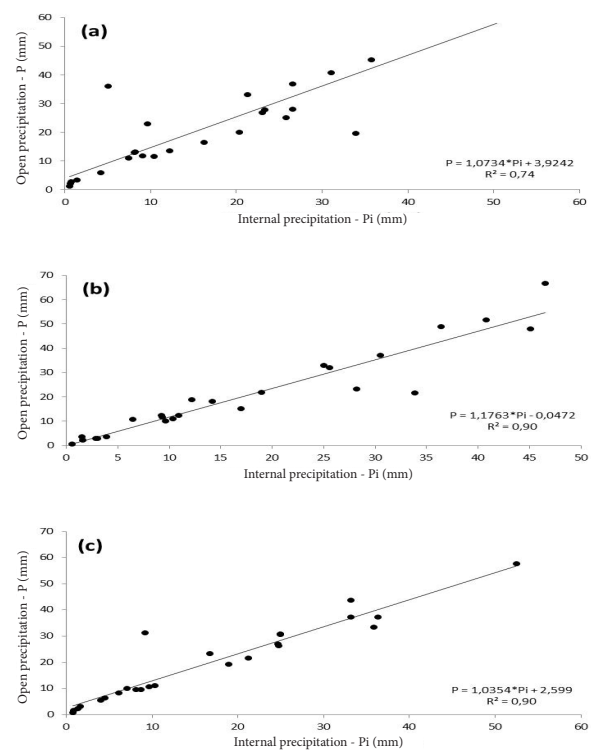 (a)
Open precipitation - P (mm)
60
50
40
30
20
10
0
P = 1,0734*Pi + 3,9242
R² = 0,74
0 10 20 30 40 50 60
Internal precipitation - Pi (mm)
(b)
Open precipitation - P (mm)
70
60
50
40
30
20
10
0
P = 1,1763*Pi - 0,0472
R² = 0,90
0 5 10 15 20 25 30 35 40 45 50
Internal precipitation - Pi (mm)
(c)
Open precipitation - P (mm)
70
60
50
40
30
20
10
0
P = 1,0354*Pi + 2,599
R² = 0,90
0 10 20 30 40 50 60
Internal precipitation - Pi (mm)